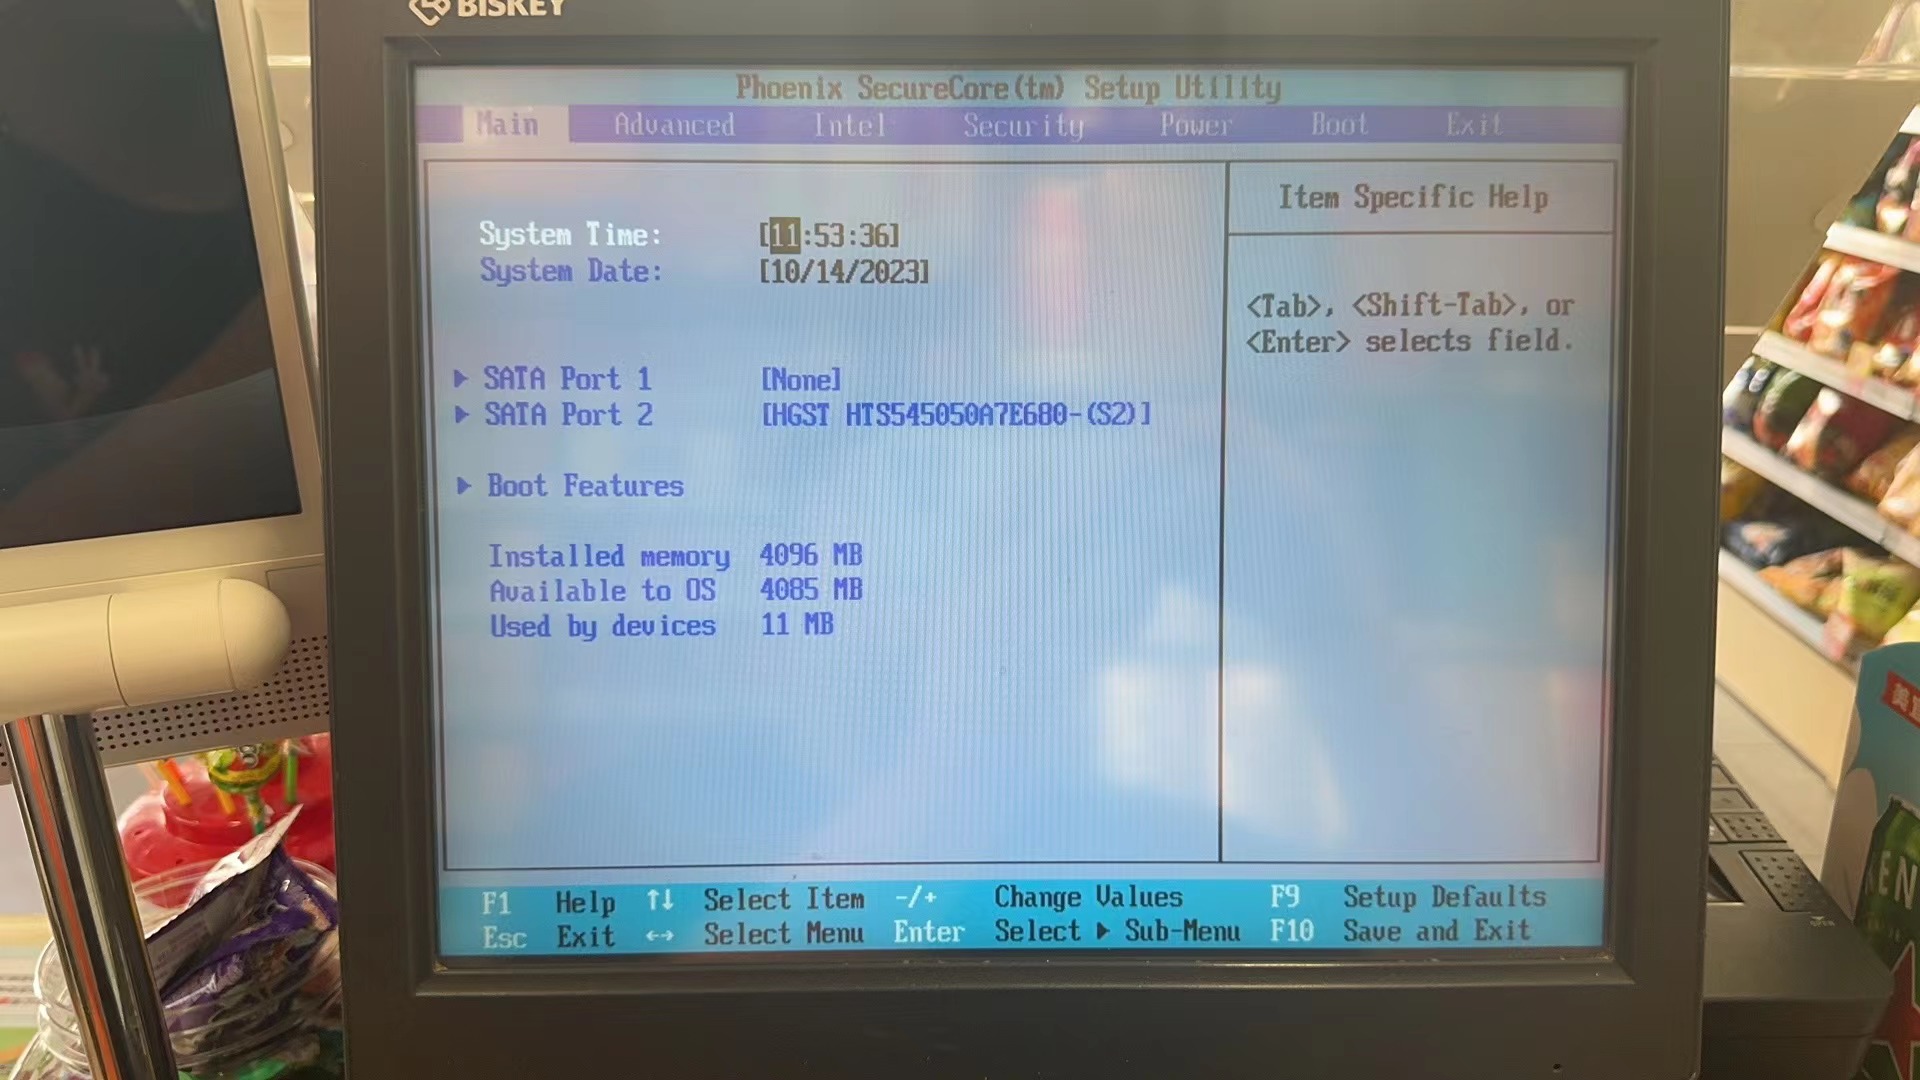 BISKEY
Phoenix SecureCore(tm) Setup Utility
Main Advanced Intel Security Power Boot Exit
Item Specific Help
System Time: [11:53:36]
System Date: [10/14/2023]
<Tab>, <Shift-Tab>, or
<Enter> selects field.
SATA Port 1 [None]
SATA Port 2 [HGST HTS545050A7E680-(S2)]
Boot Features
Installed memory 4096 MB
Available to OS 4085 MB
Used by devices 11 MB
F1 Help ↑↓ Select Item -/+ Change Values F9 Setup Defaults
Esc Exit ↔ Select Menu Enter Select ▶ Sub-Menu F10 Save and Exit